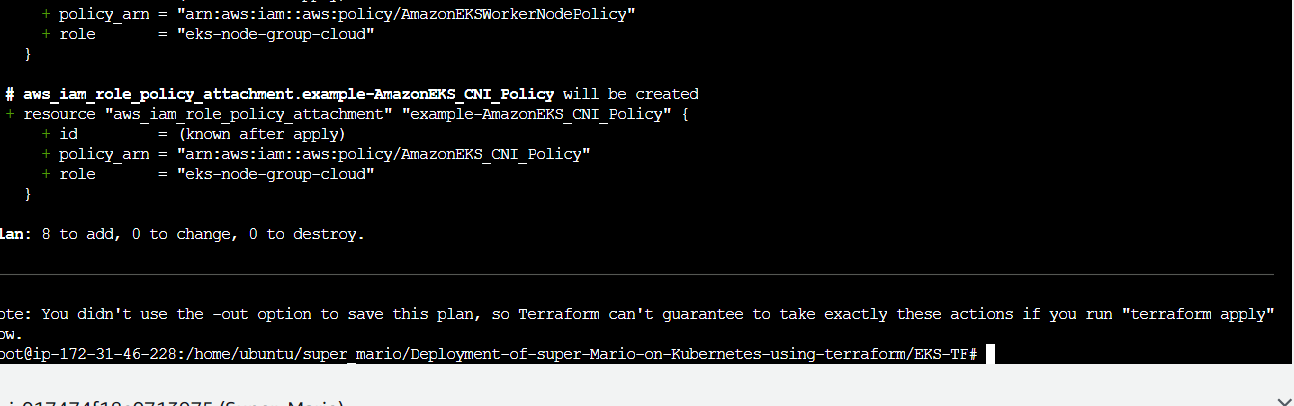 + policy_arn = "arn:aws:iam::aws:policy/AmazonEKSWorkerNodePolicy"
+ role       = "eks-node-group-cloud"
}
# aws_iam_role_policy_attachment.example-AmazonEKS_CNI_Policy will be created
+ resource "aws_iam_role_policy_attachment" "example-AmazonEKS_CNI_Policy" {
+ id         = (known after apply)
+ policy_arn = "arn:aws:iam::aws:policy/AmazonEKS_CNI_Policy"
+ role       = "eks-node-group-cloud"
}
lan: 8 to add, 0 to change, 0 to destroy.
ote: You didn't use the -out option to save this plan, so Terraform can't guarantee to take exactly these actions if you run "terraform apply"
ow.
oot@ip-172-31-46-228:/home/ubuntu/super_mario/Deployment-of-super-Mario-on-Kubernetes-using-terraform/EKS-TF#